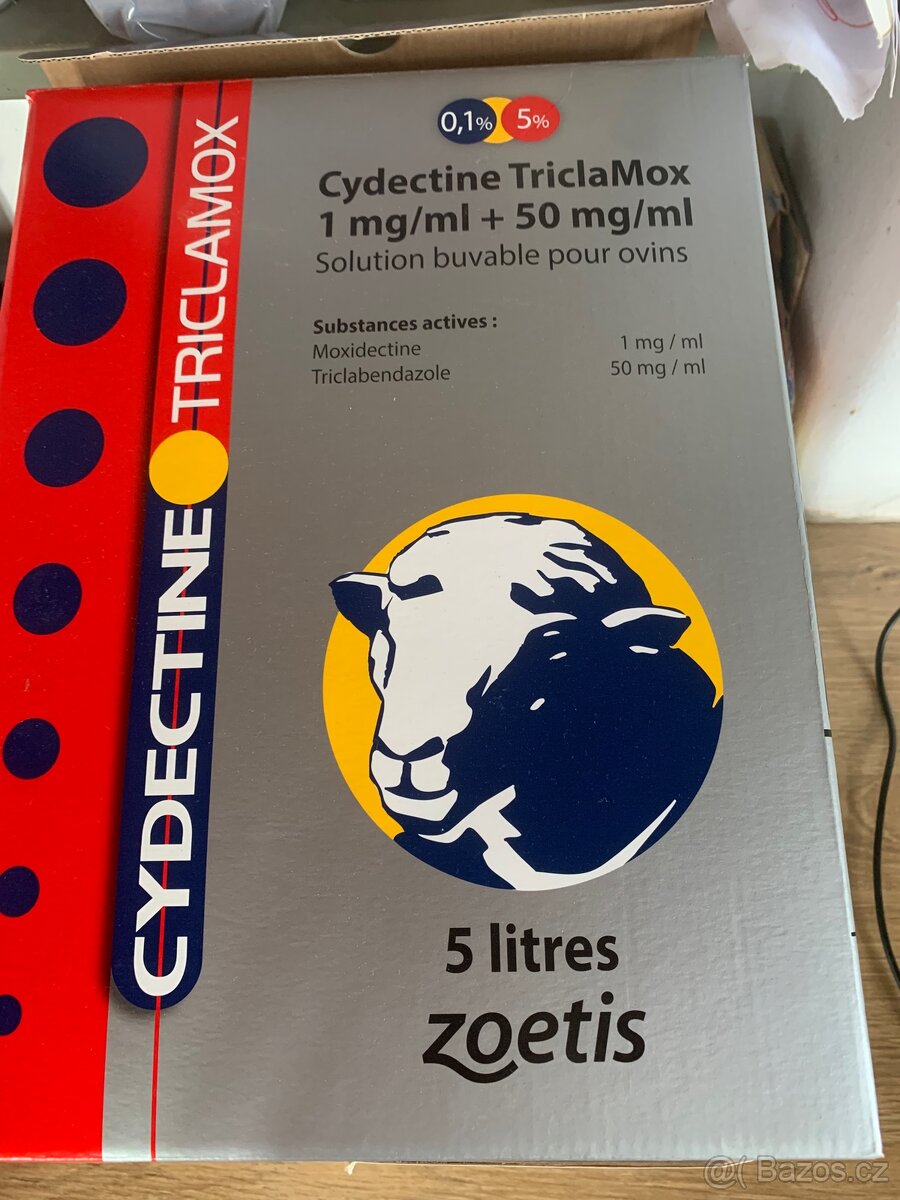 0,1% 5%
Cydectine TriclaMox
1 mg/ml + 50 mg/ml
Solution buvable pour ovins
Substances actives :
Moxidectine 1 mg / ml
Triclabendazole 50 mg / ml
CYDECTINE TRICLAMOX
5 litres
zoetis
@( Bazos.cz